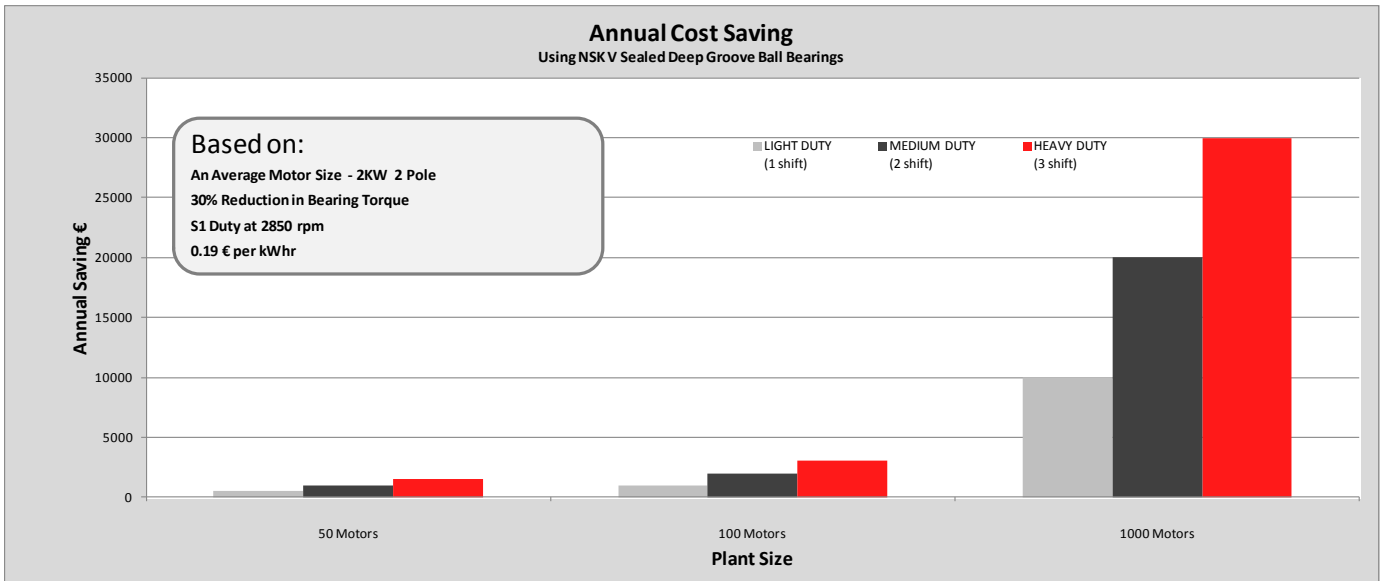 Annual Cost Saving
Using NSK V Sealed Deep Groove Ball Bearings
35000
30000
25000
20000
15000
10000
5000
0
Annual Saving €
Based on:
An Average Motor Size - 2KW 2 Pole
30% Reduction in Bearing Torque
S1 Duty at 2850 rpm
0.19 € per kWhr
LIGHT DUTY
(1 shift)
MEDIUM DUTY
(2 shift)
HEAVY DUTY
(3 shift)
50 Motors
100 Motors
1000 Motors
Plant Size